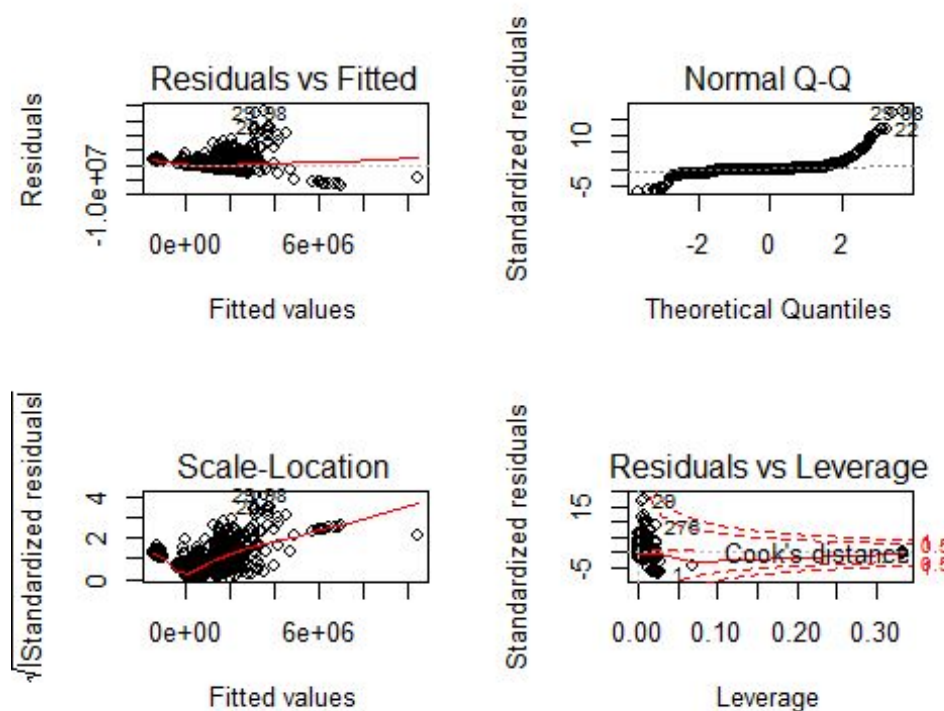 Residuals vs Fitted
Residuals
-1.0e+07
0e+00 6e+06
Fitted values
Normal Q-Q
Standardized residuals
-5 10
22
-2 0 2
Theoretical Quantiles
Scale-Location
√|Standardized residuals|
0 2 4
0e+00 6e+06
Fitted values
Residuals vs Leverage
Standardized residuals
-5 5 15
276
Cook's distance
1
0.00 0.10 0.20 0.30
Leverage